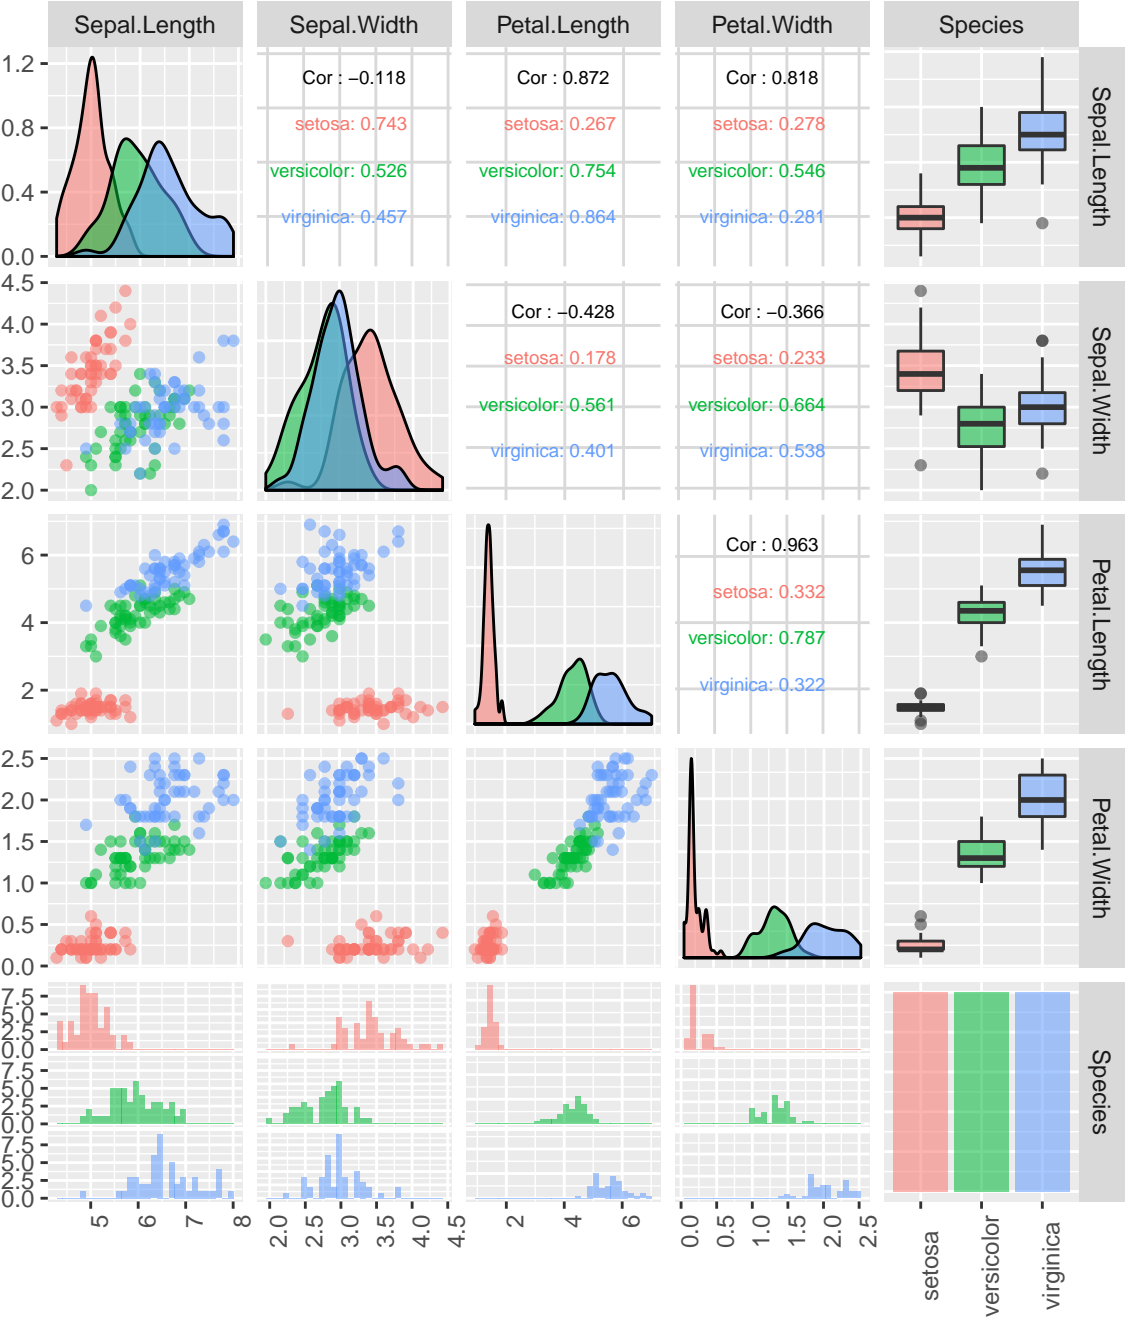 Sepal.Length Sepal.Width Petal.Length Petal.Width Species
1.2
0.8
0.4
0.0
Cor : −0.118
setosa: 0.743
versicolor: 0.526
virginica: 0.457
Cor : 0.872
setosa: 0.267
versicolor: 0.754
virginica: 0.864
Cor : 0.818
setosa: 0.278
versicolor: 0.546
virginica: 0.281
Sepal.Length
4.5
4.0
3.5
3.0
2.5
2.0
Cor : −0.428
setosa: 0.178
versicolor: 0.561
virginica: 0.401
Cor : −0.366
setosa: 0.233
versicolor: 0.664
virginica: 0.538
Sepal.Width
6
4
2
Cor : 0.963
setosa: 0.332
versicolor: 0.787
virginica: 0.322
Petal.Length
2.5
2.0
1.5
1.0
0.5
0.0
Petal.Width
7.5
5.0
2.5
0.0
7.5
5.0
2.5
0.0
7.5
5.0
2.5
0.0
Species
5 6 7 8
2.0 2.5 3.0 3.5 4.0 4.5
2 4 6
0.0 0.5 1.0 1.5 2.0 2.5
setosa
versicolor
virginica